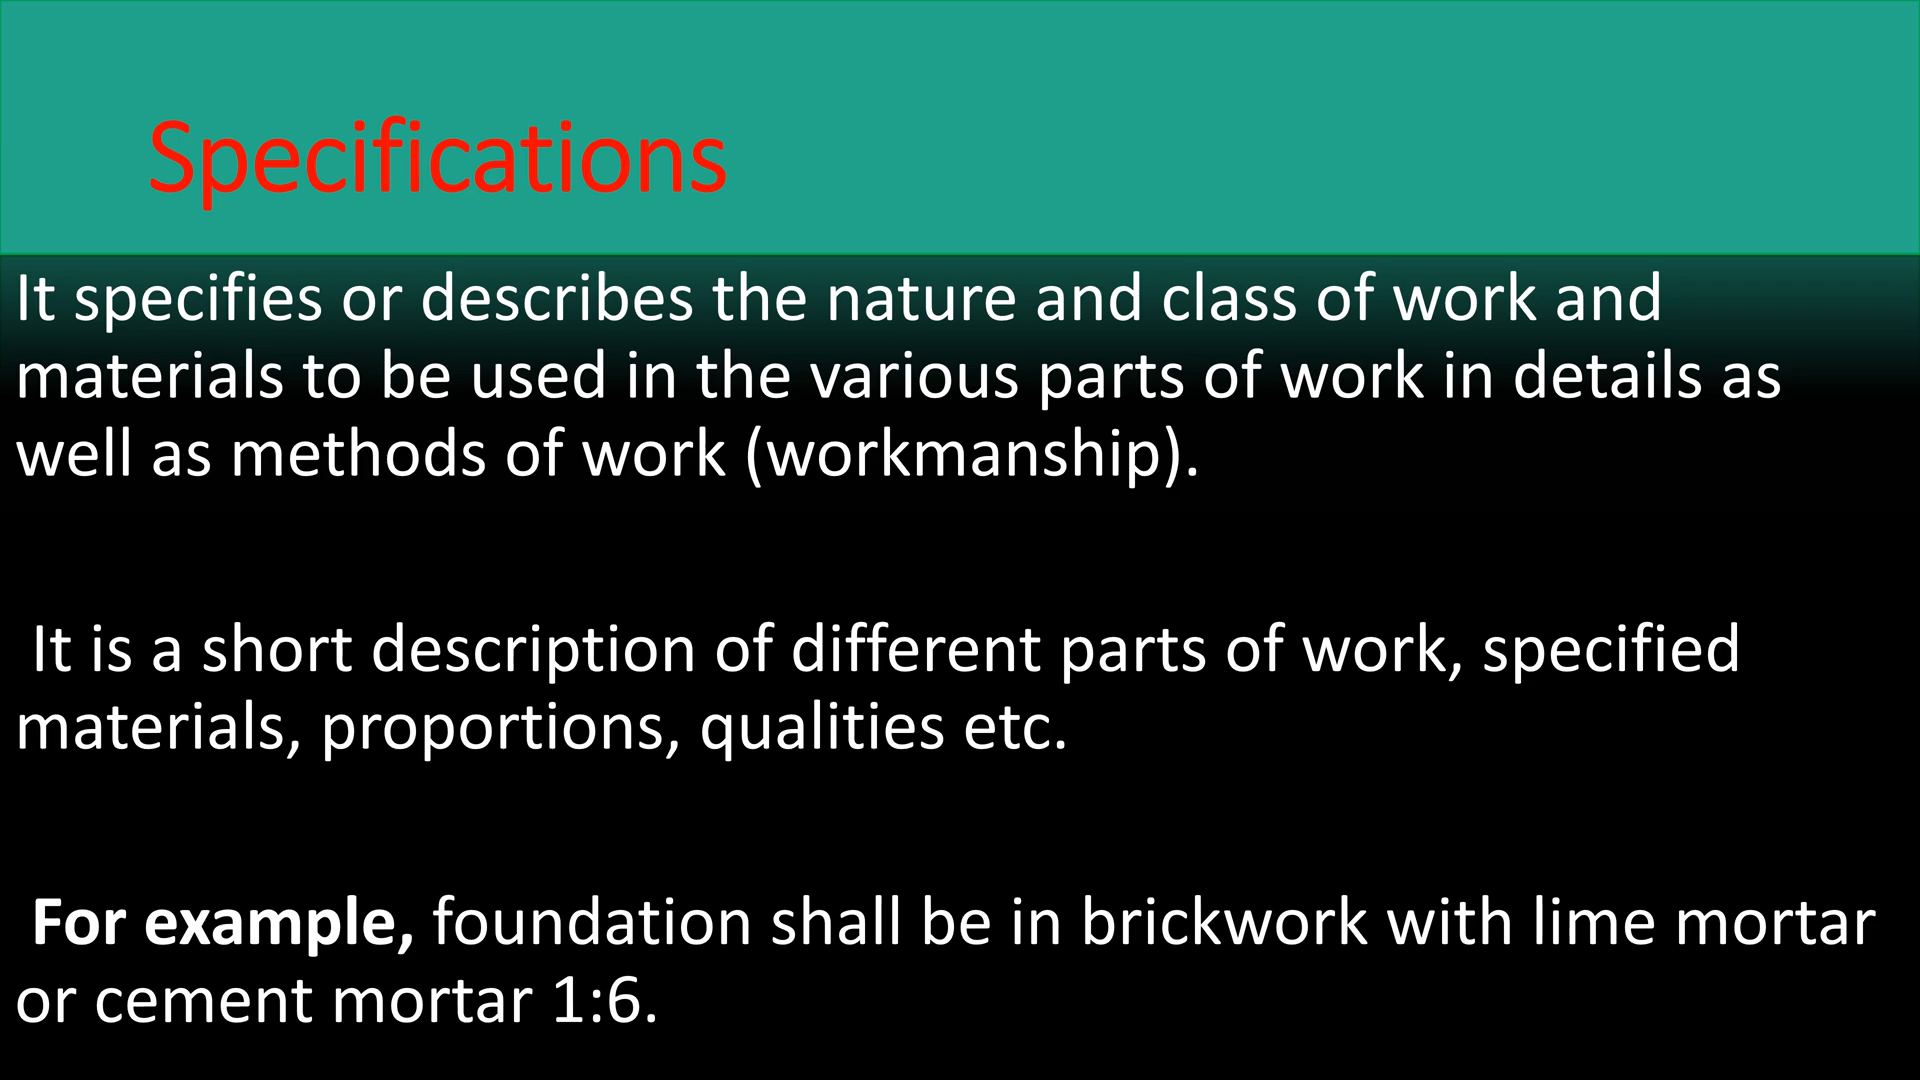 Specifications
It specifies or describes the nature and class of work and
materials to be used in the various parts of work in details as
well as methods of work (workmanship).
It is a short description of different parts of work, specified
materials, proportions, qualities etc.
For example, foundation shall be in brickwork with lime mortar
or cement mortar 1:6.